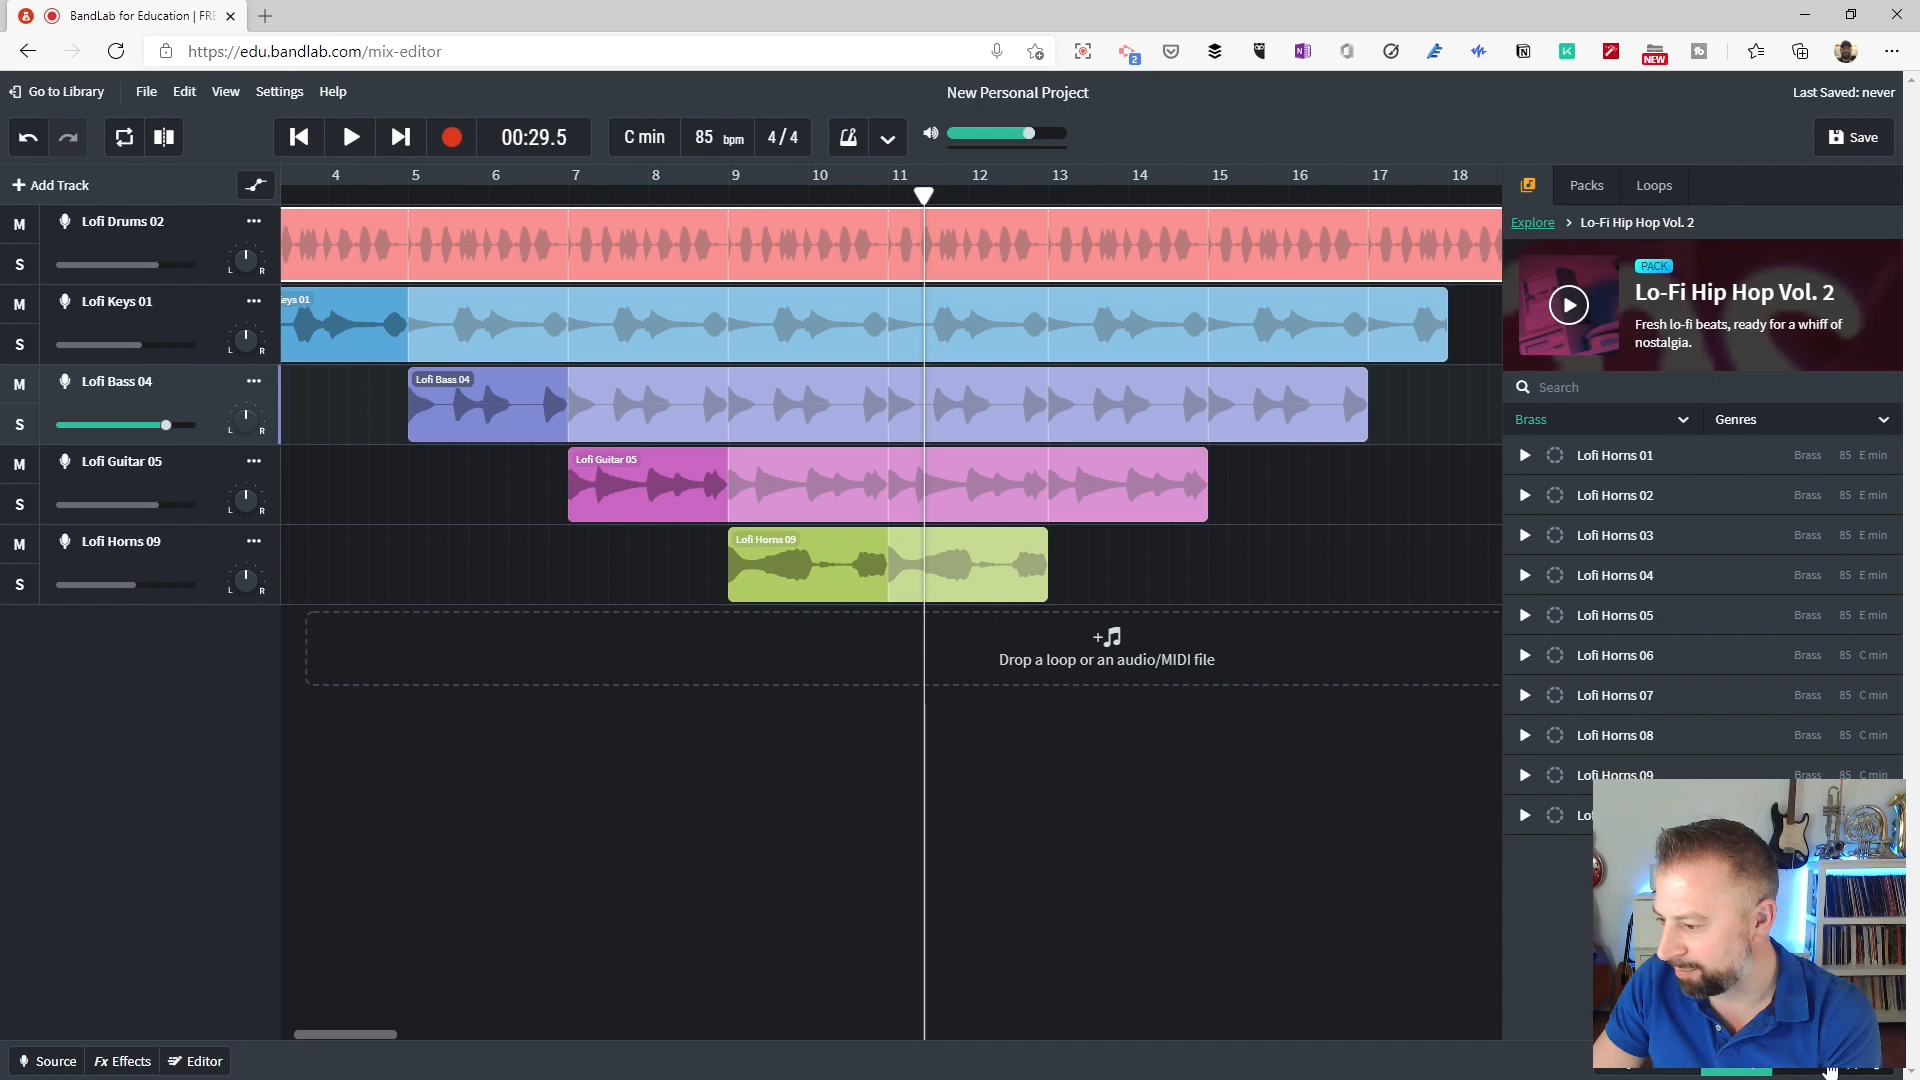 BandLab for Education | FRE
https://edu.bandlab.com/mix-editor
2
NEW
Go to Library
File
Edit
View
Settings
Help
New Personal Project
Last Saved: never
00:29.5
C min
85 bpm
4/4
Save
Add Track
4 5 6 7 8 9 10 11 12 13 14 15 16 17 18
Packs
Loops
Explore > Lo-Fi Hip Hop Vol. 2
PACK
Lo-Fi Hip Hop Vol. 2
Fresh lo-fi beats, ready for a whiff of
nostalgia.
Search
Brass
Genres
M
Lofi Drums 02
S
L R
M
Lofi Keys 01
S
L R
eys 01
M
Lofi Bass 04
S
L R
Lofi Bass 04
M
Lofi Guitar 05
S
L R
Lofi Guitar 05
M
Lofi Horns 09
S
L R
Lofi Horns 09
Drop a loop or an audio/MIDI file
Lofi Horns 01 Brass 85 E min
Lofi Horns 02 Brass 85 E min
Lofi Horns 03 Brass 85 E min
Lofi Horns 04 Brass 85 E min
Lofi Horns 05 Brass 85 E min
Lofi Horns 06 Brass 85 C min
Lofi Horns 07 Brass 85 C min
Lofi Horns 08 Brass 85 C min
Lofi Horns 09 Brass 85 C min
Lof
Source
Fx Effects
Editor